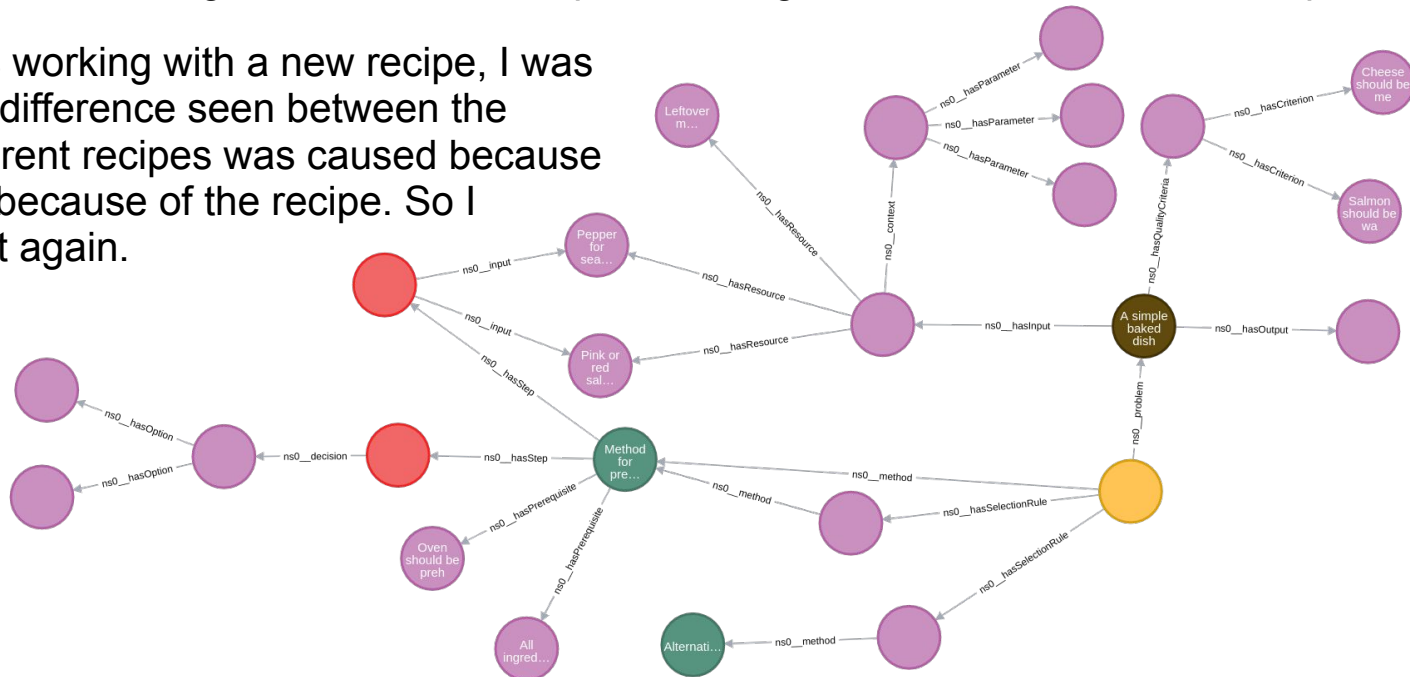 working with a new recipe, I was
difference seen between the
rent recipes was caused because
because of the recipe. So I
t again.
Leftover
m...
ns0__hasParameter
ns0__hasParameter
ns0__hasParameter
ns0__hasCriterion
ns0__hasCriterion
Cheese
should be
me
Salmon
should be
wa
ns0__hasResource
ns0__context
ns0__hasQualityCriteria
Pepper
for
sea...
ns0__input
ns0__hasResource
ns0__input
Pink or
red
sal...
ns0__hasResource
ns0__hasInput
A simple
baked
dish
ns0__hasOutput
ns0__hasStep
ns0__problem
ns0__hasOption
ns0__hasOption
ns0__decision
ns0__hasStep
Method
for
pre...
ns0__method
ns0__method
ns0__hasSelectionRule
ns0__hasPrerequisite
ns0__hasPrerequisite
Oven
should be
preh
ns0__hasSelectionRule
All
ingred...
Alternati...
ns0__method